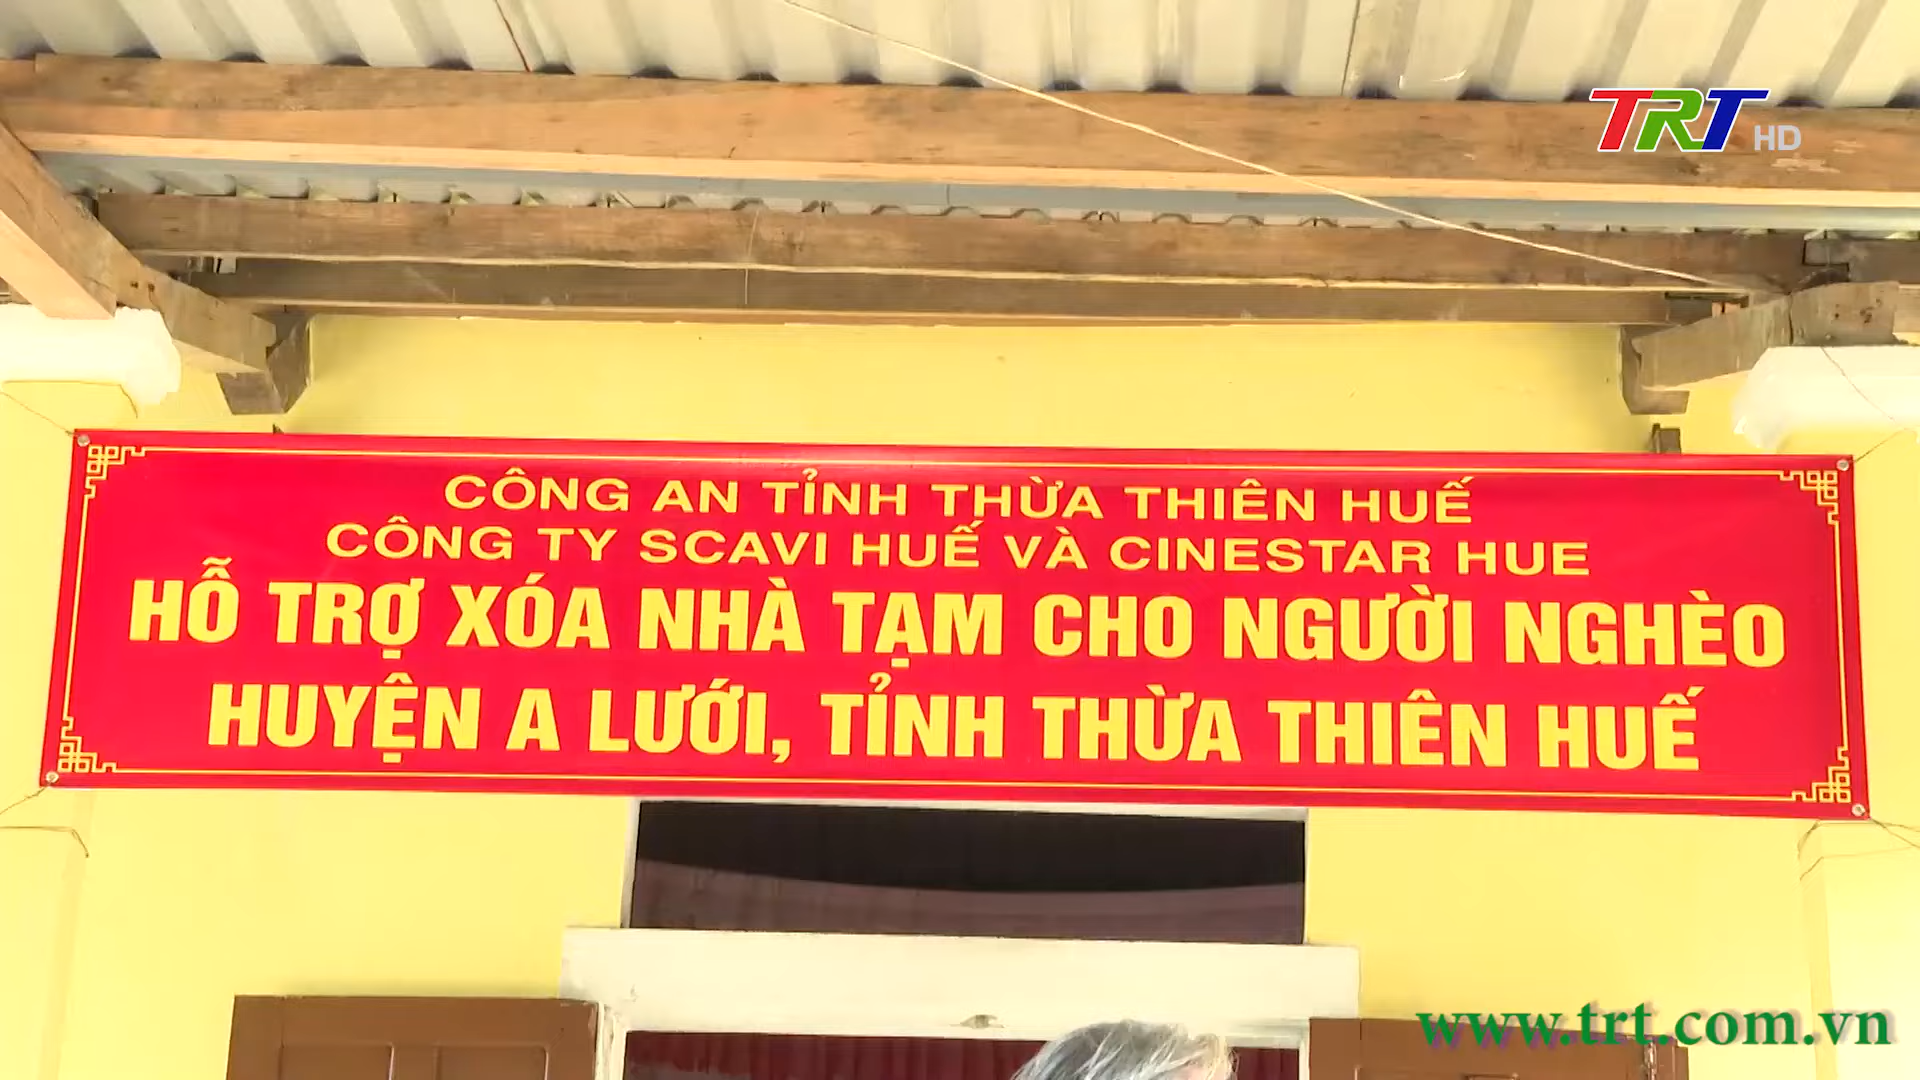 TRT HD
CÔNG AN TỈNH THỪA THIÊN HUẾ
CÔNG TY SCAVI HUẾ VÀ CINESTAR HUE
HỖ TRỢ XÓA NHÀ TẠM CHO NGƯỜI NGHÈO
HUYỆN A LƯỚI, TỈNH THỪA THIÊN HUẾ
www.trt.com.vn